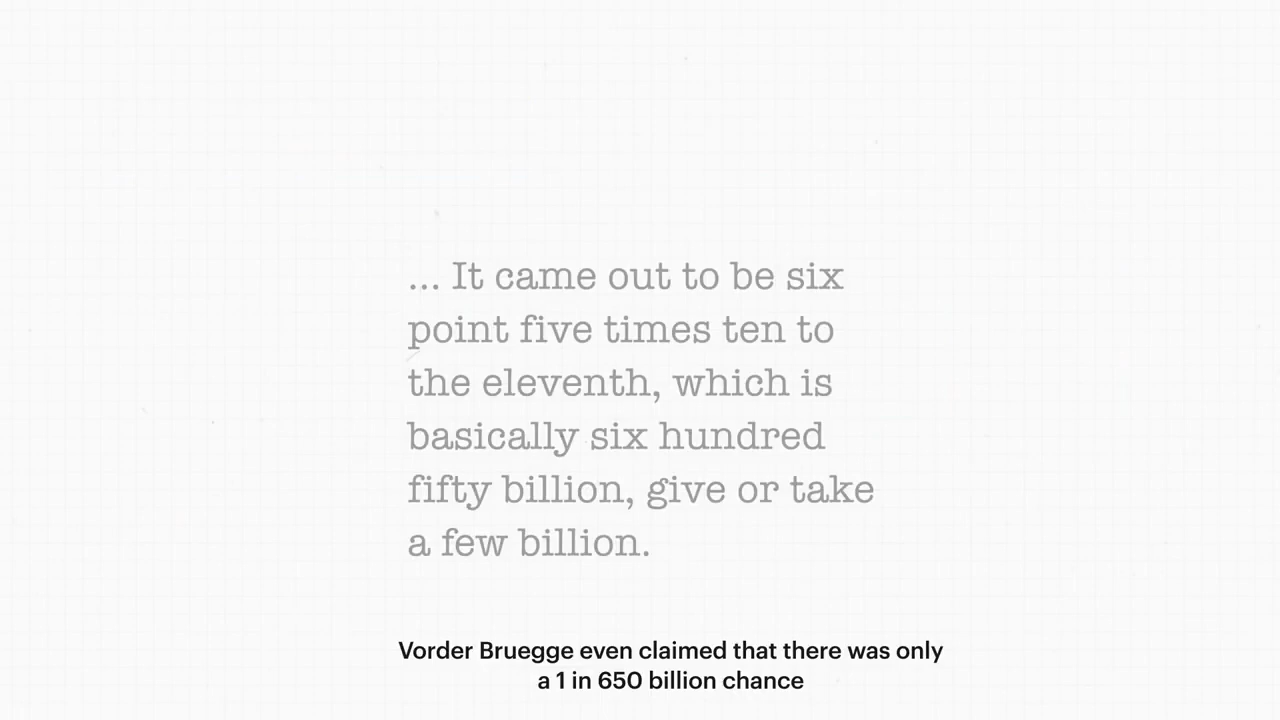 ... It came out to be six
point five times ten to
the eleventh, which is
basically six hundred
fifty billion, give or take
a few billion.
Vorder Bruegge even claimed that there was only
a 1 in 650 billion chance